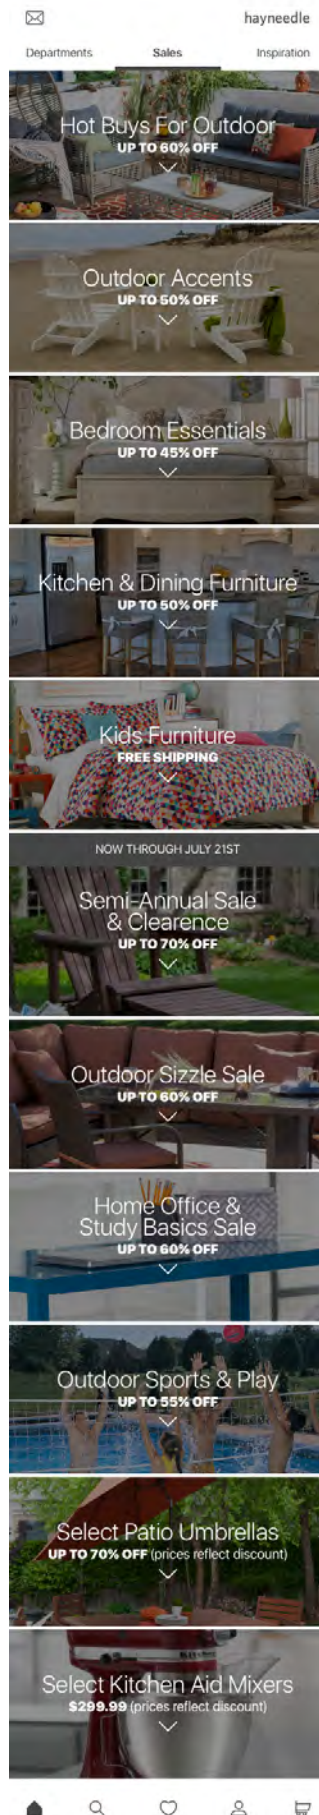 hayneedle
Departments Sales Inspiration
Hot Buys For Outdoor
UP TO 60% OFF
Outdoor Accents
UP TO 50% OFF
Bedroom Essentials
UP TO 45% OFF
Kitchen & Dining Furniture
UP TO 50% OFF
Kids Furniture
FREE SHIPPING
NOW THROUGH JULY 21ST
Semi-Annual Sale
& Clearence
UP TO 70% OFF
Outdoor Sizzle Sale
UP TO 60% OFF
Home Office &
Study Basics Sale
UP TO 60% OFF
Outdoor Sports & Play
UP TO 55% OFF
Select Patio Umbrellas
UP TO 70% OFF (prices reflect discount)
Select Kitchen Aid Mixers
$299.99 (prices reflect discount)